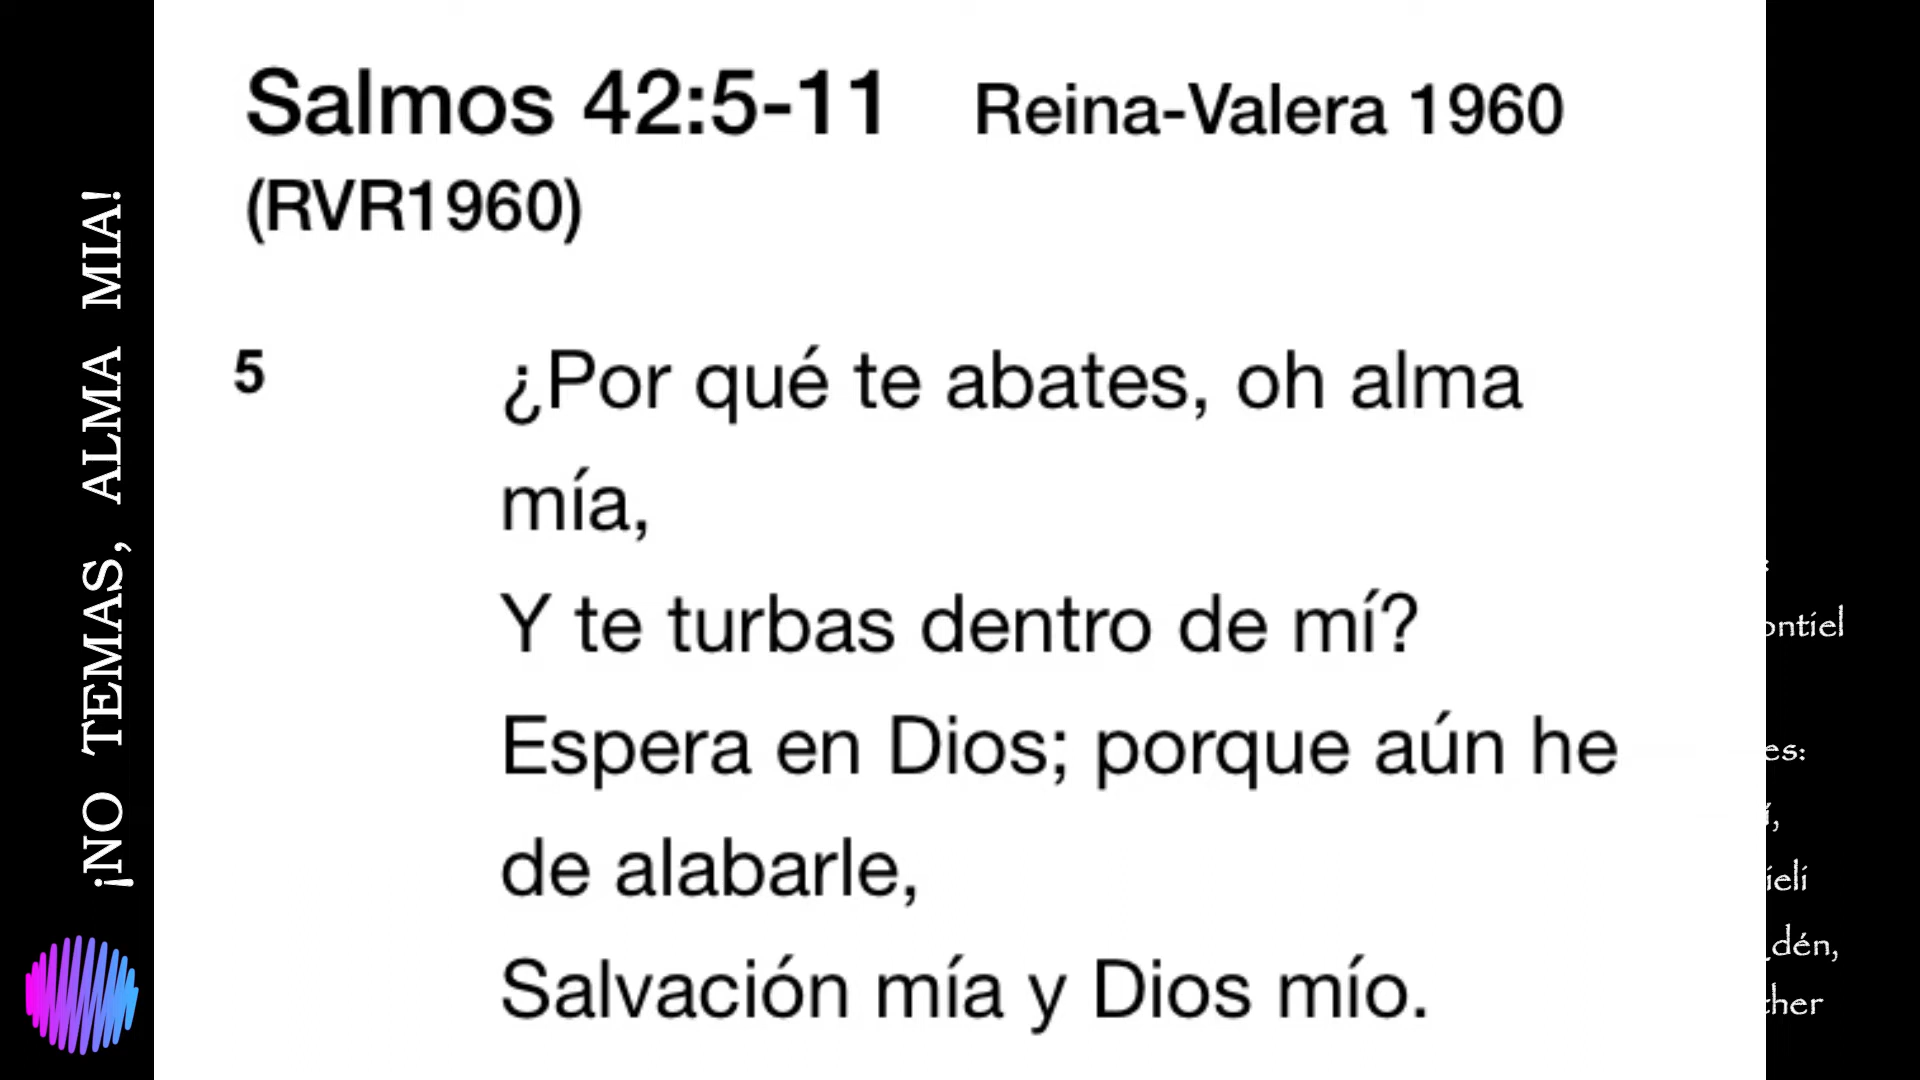 ¡NO TEMAS, ALMA MIA!
Salmos 42:5-11 Reina-Valera 1960
(RVR1960)
5 ¿Por qué te abates, oh alma
mía,
Y te turbas dentro de mí?
Espera en Dios; porque aún he
de alabarle,
Salvación mía y Dios mío.